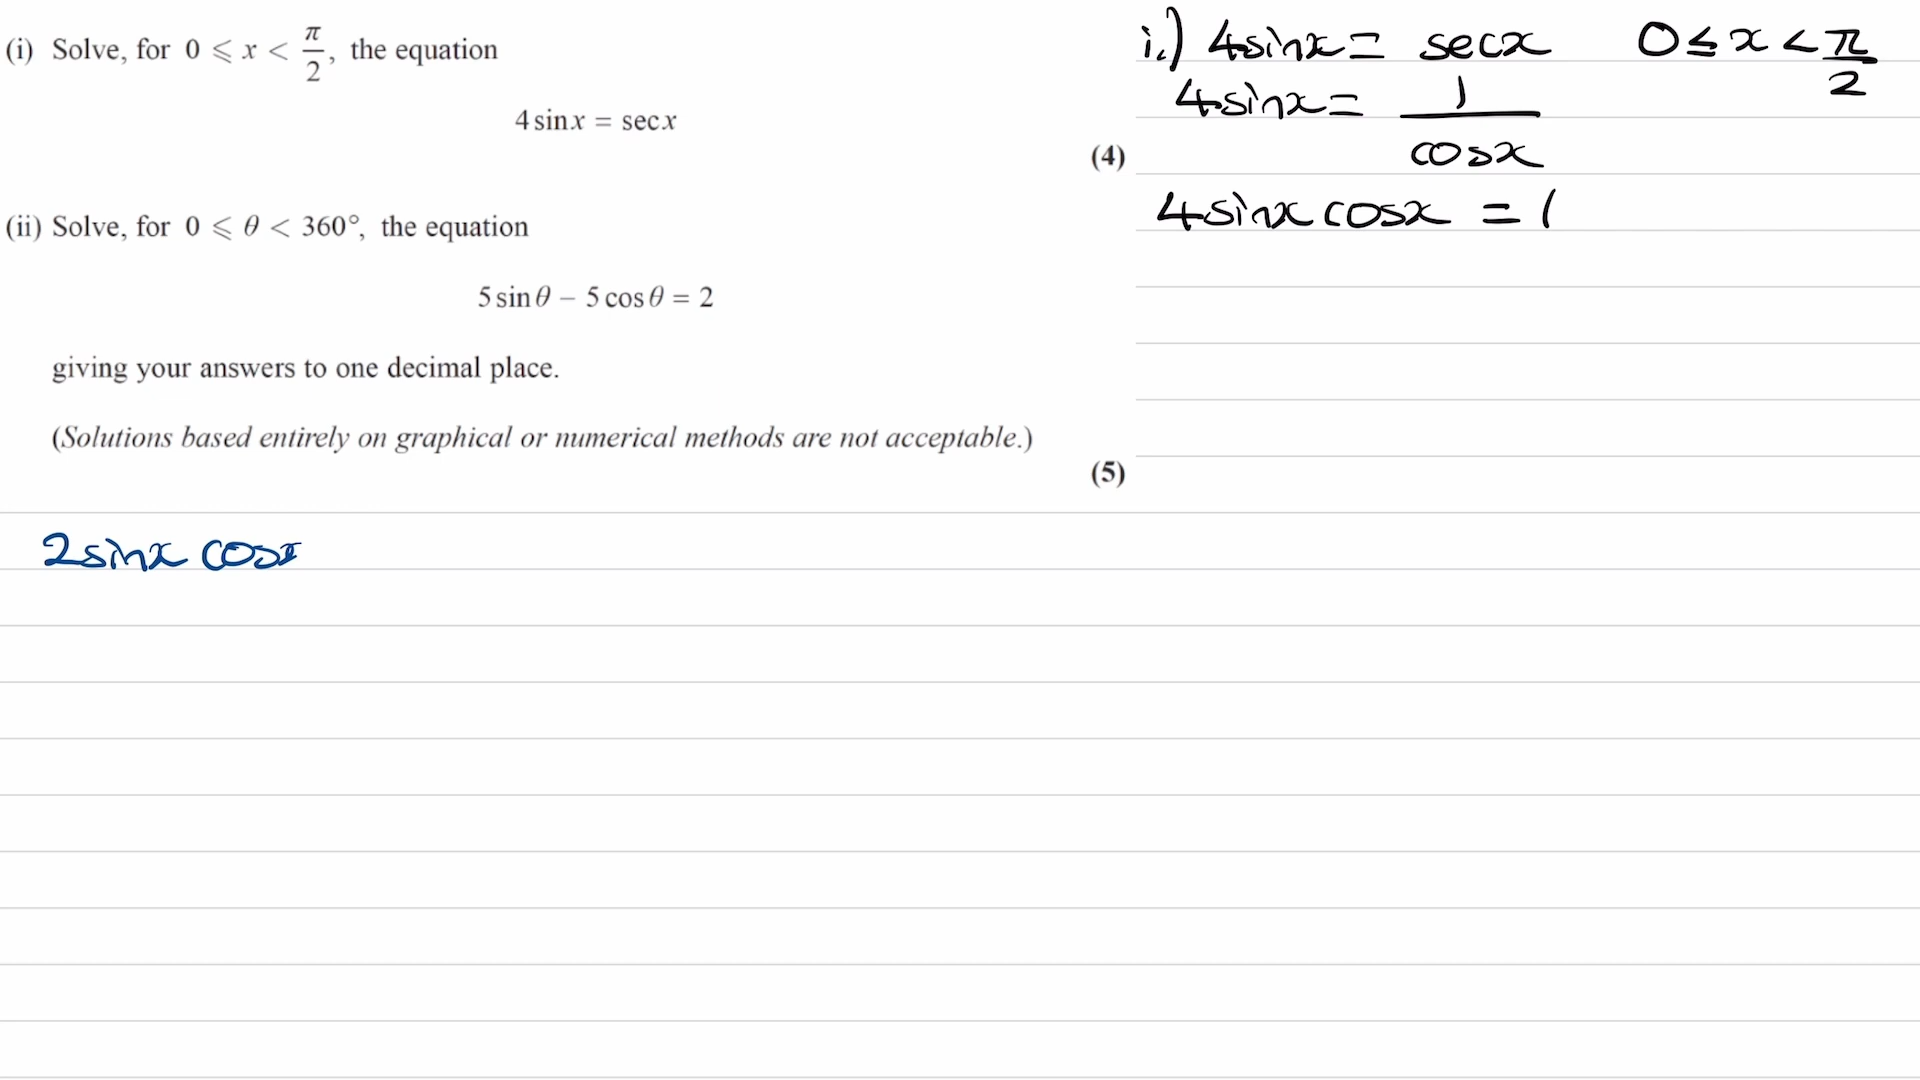 (i) Solve, for 0 ⩽ x < π/2, the equation
4 sin x = sec x
(4)
(ii) Solve, for 0 ⩽ θ < 360°, the equation
5 sin θ – 5 cos θ = 2
giving your answers to one decimal place.
(Solutions based entirely on graphical or numerical methods are not acceptable.)
(5)
i.) 4sinx = secx 0 ≤ x < π/2
4sinx = 1/cosx
4sinx cosx = 1
2sinx cosx